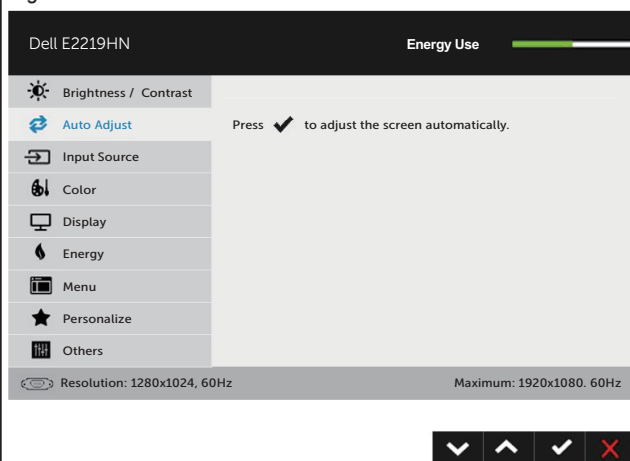 Dell E2219HN
Energy Use
Brightness / Contrast
Auto Adjust
Press ✔ to adjust the screen automatically.
Input Source
Color
Display
Energy
Menu
Personalize
Others
Resolution: 1280x1024, 60Hz
Maximum: 1920x1080. 60Hz